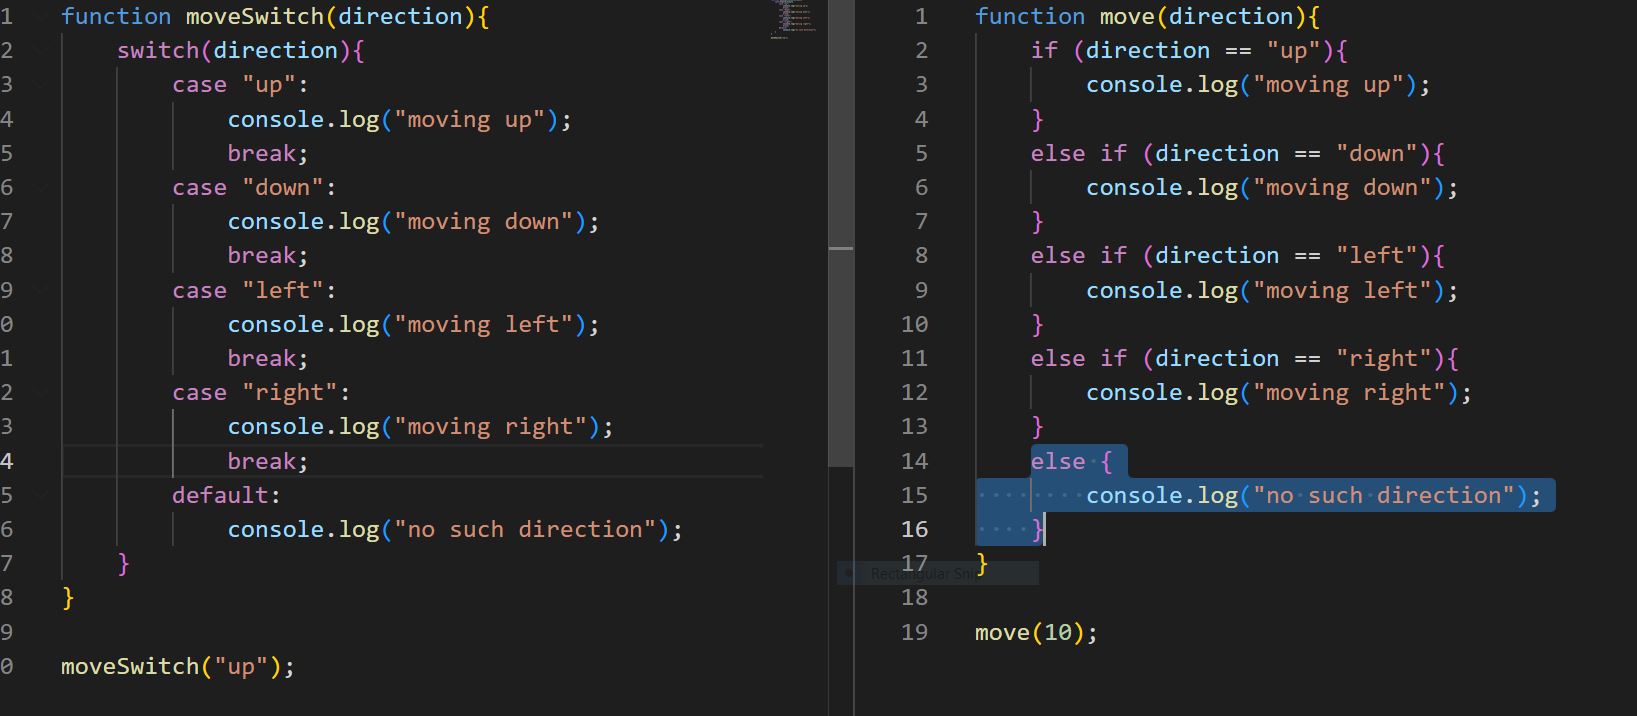 1 function moveSwitch(direction){
2 switch(direction){
3 case "up":
4 console.log("moving up");
5 break;
6 case "down":
7 console.log("moving down");
8 break;
9 case "left":
0 console.log("moving left");
1 break;
2 case "right":
3 console.log("moving right");
4 break;
5 default:
6 console.log("no such direction");
7 }
8 }
9
0 moveSwitch("up");
1 function move(direction){
2 if (direction == "up"){
3 console.log("moving up");
4 }
5 else if (direction == "down"){
6 console.log("moving down");
7 }
8 else if (direction == "left"){
9 console.log("moving left");
10 }
11 else if (direction == "right"){
12 console.log("moving right");
13 }
14 else {
15 console.log("no such direction");
16 }
17 }
18
19 move(10);
Rectangular Snip